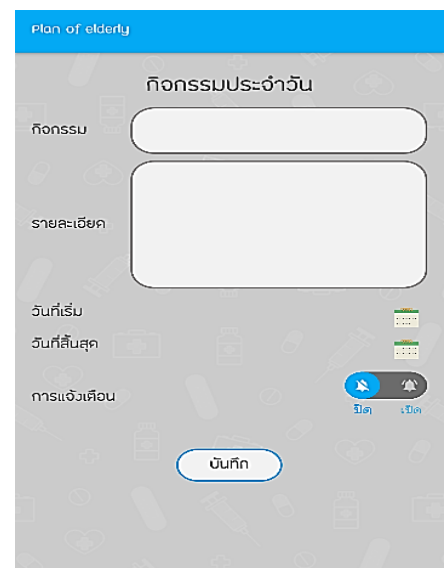 Plan of elderly
กิจกรรมประจำวัน
กิจกรรม
รายละเอียด
วันที่เริ่ม
วันที่สิ้นสุด
การแจ้งเตือน
ปิด เปิด
บันทึก